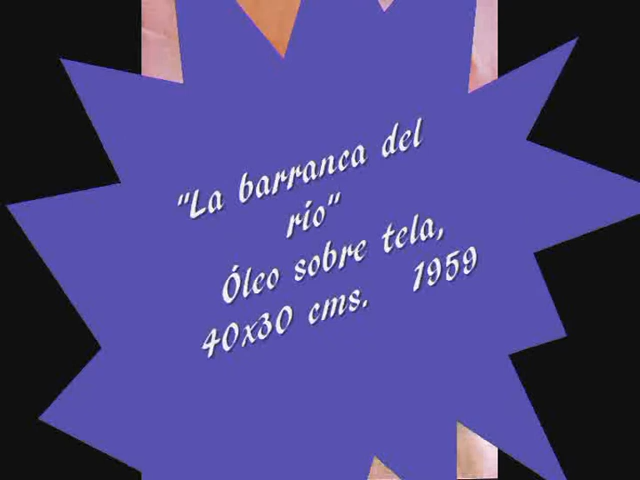 "La barranca del
río"
Óleo sobre tela,
40x30 cms. 1959